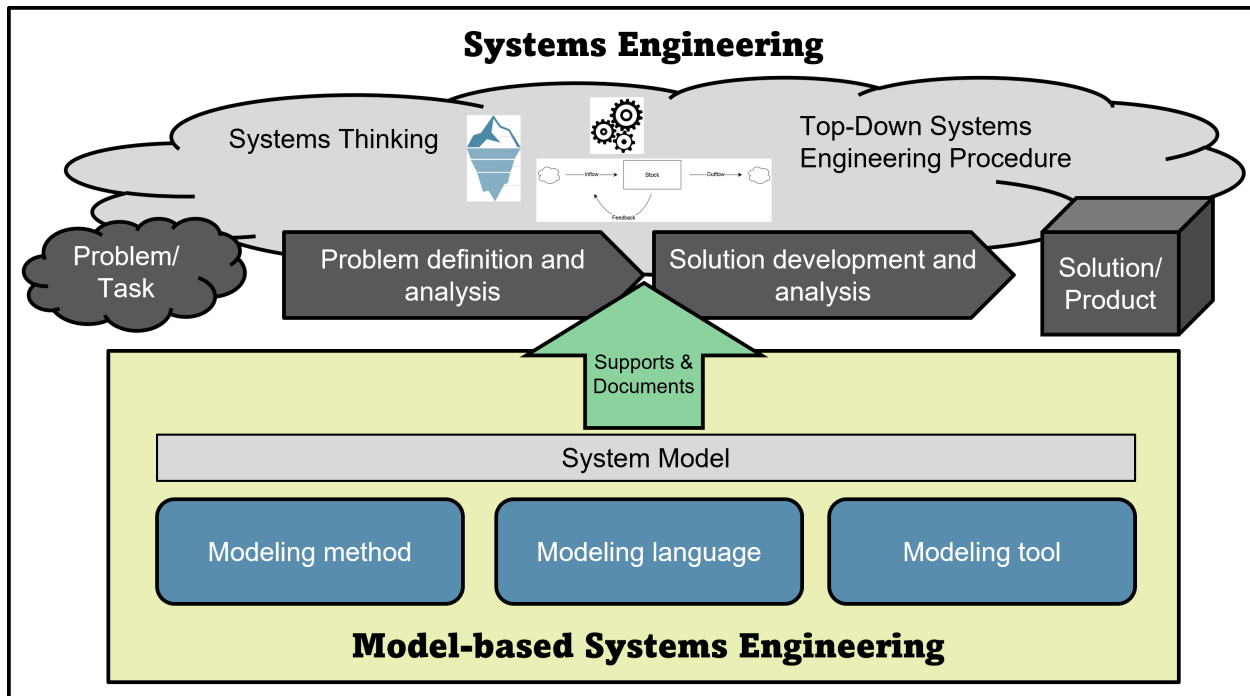 Systems Engineering
Systems Thinking
Top-Down Systems
Engineering Procedure
Inflow
Stock
Outflow
Feedback
Problem/
Task
Problem definition and
analysis
Solution development and
analysis
Solution/
Product
Supports &
Documents
System Model
Modeling method
Modeling language
Modeling tool
Model-based Systems Engineering